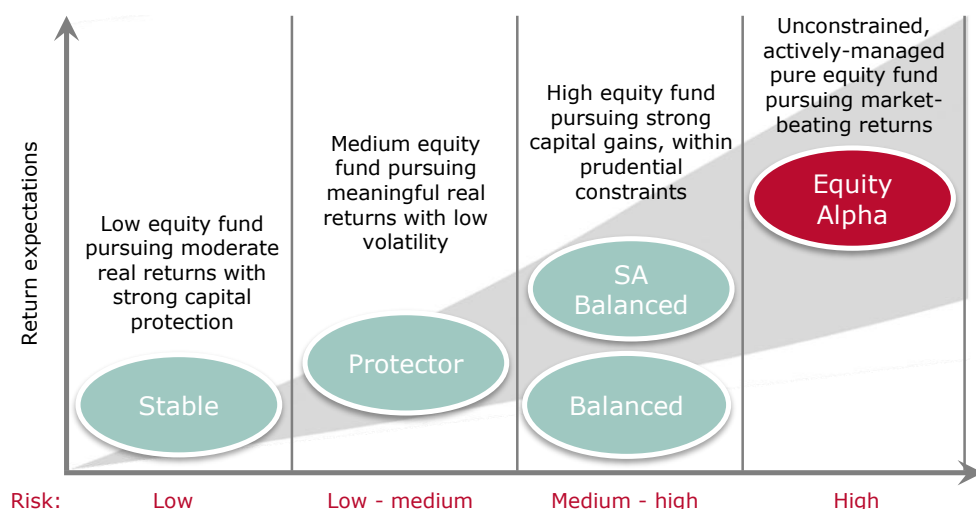 Return expectations
Low equity fund
pursuing moderate
real returns with
strong capital
protection
Stable
Medium equity
fund pursuing
meaningful real
returns with low
volatility
Protector
High equity fund
pursuing strong
capital gains, within
prudential
constraints
SA
Balanced
Balanced
Unconstrained,
actively-managed
pure equity fund
pursuing market-
beating returns
Equity
Alpha
Risk:
Low
Low - medium
Medium - high
High